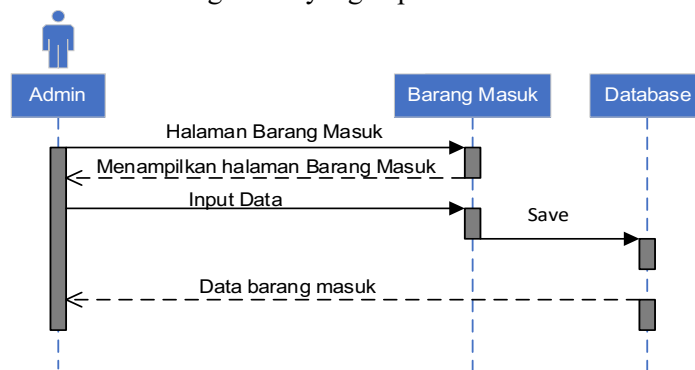 Admin
Barang Masuk
Database
Halaman Barang Masuk
Menampilkan halaman Barang Masuk
Input Data
Save
Data barang masuk